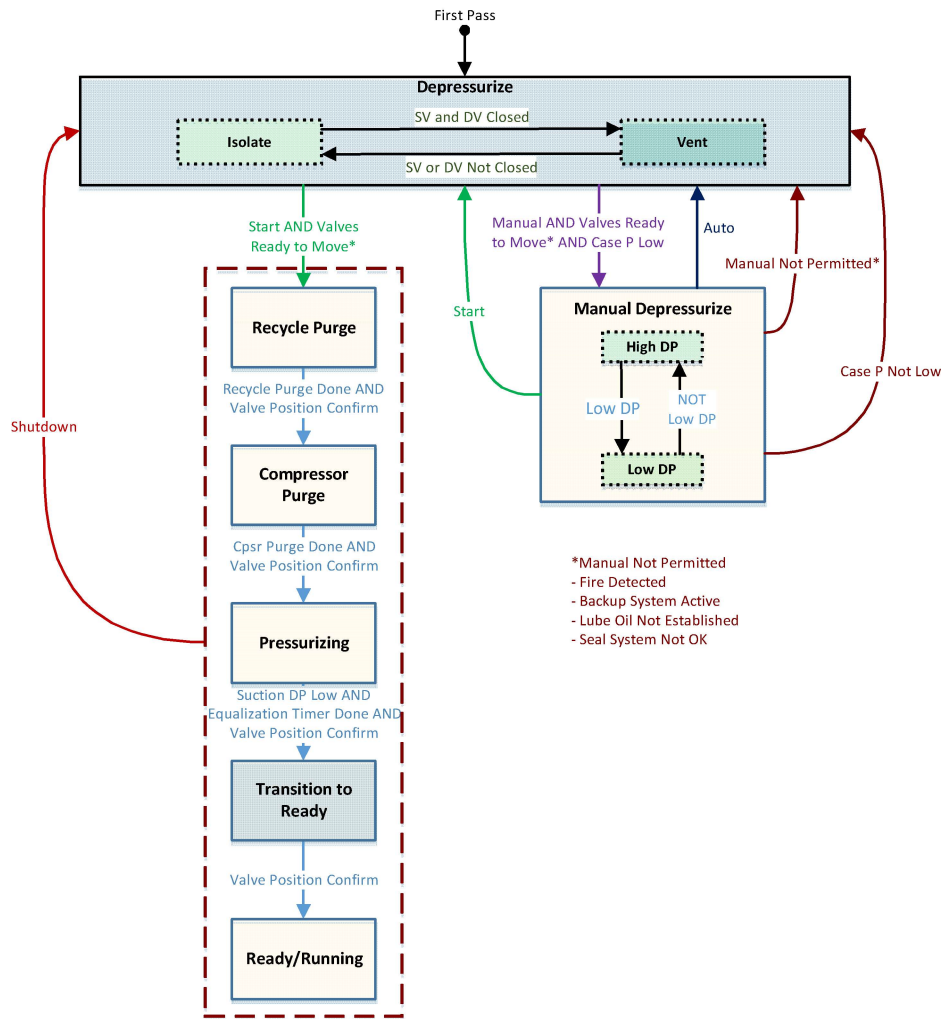 First Pass
Depressurize
SV and DV Closed
Isolate
Vent
SV or DV Not Closed
Start AND Valves
Ready to Move*
Manual AND Valves Ready
to Move* AND Case P Low
Auto
Manual Not Permitted*
Start
Case P Not Low
Shutdown
Manual Depressurize
High DP
Low DP
NOT
Low DP
Low DP
Recycle Purge
Recycle Purge Done AND
Valve Position Confirm
Compressor
Purge
Cpsr Purge Done AND
Valve Position Confirm
Pressurizing
Suction DP Low AND
Equalization Timer Done AND
Valve Position Confirm
Transition to
Ready
Valve Position Confirm
Ready/Running
*Manual Not Permitted
- Fire Detected
- Backup System Active
- Lube Oil Not Established
- Seal System Not OK